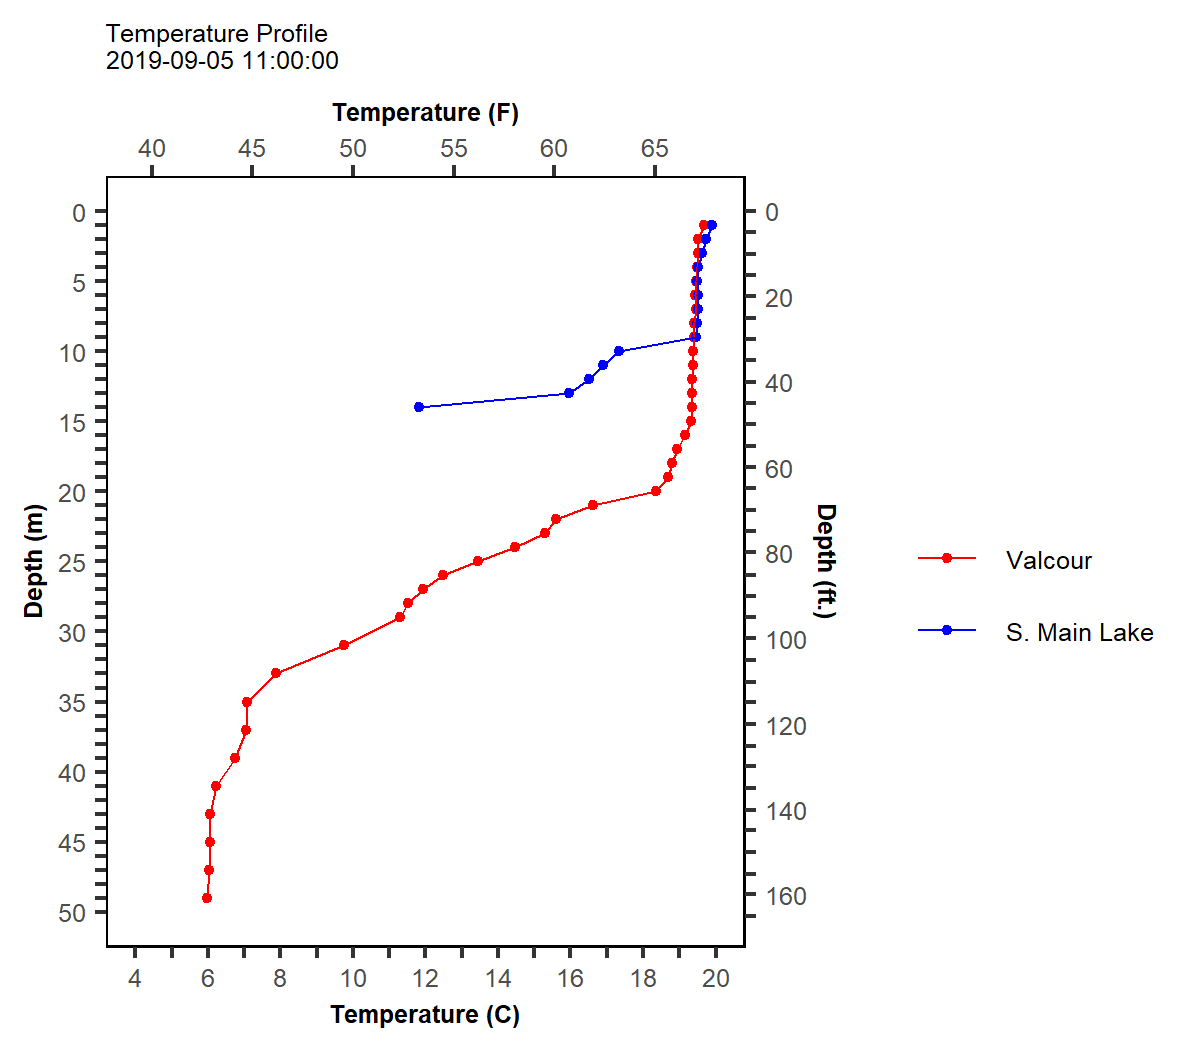 Temperature Profile
2019-09-05 11:00:00
Temperature (F)
40 45 50 55 60 65
0
5
10
15
20
25
30
35
40
45
50
Depth (m)
0
20
40
60
80
100
120
140
160
Depth (ft.)
Valcour
S. Main Lake
4 6 8 10 12 14 16 18 20
Temperature (C)